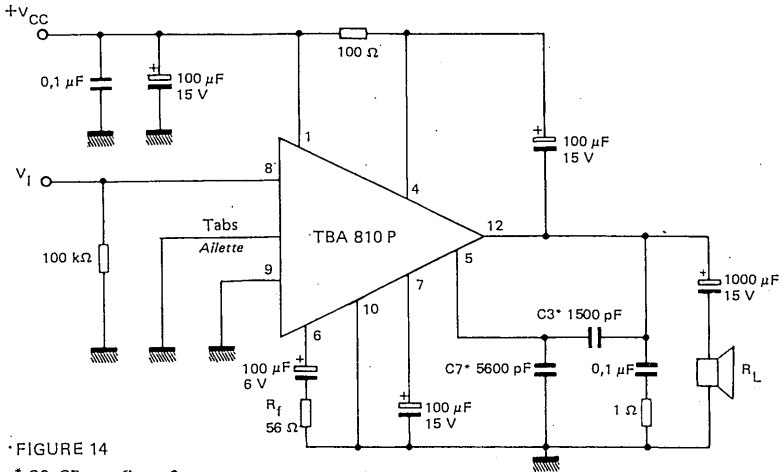 +VCC
100 Ω
0,1 μF
+
100 μF
15 V
1
4
+
100 μF
15 V
VI
8
Tabs
Ailette
TBA 810 P
12
100 kΩ
9
5
7
10
6
+
1000 μF
15 V
C3* 1500 pF
+
100 μF
6 V
C7* 5600 pF
0,1 μF
RL
Rf
56 Ω
+
100 μF
15 V
1 Ω
FIGURE 14